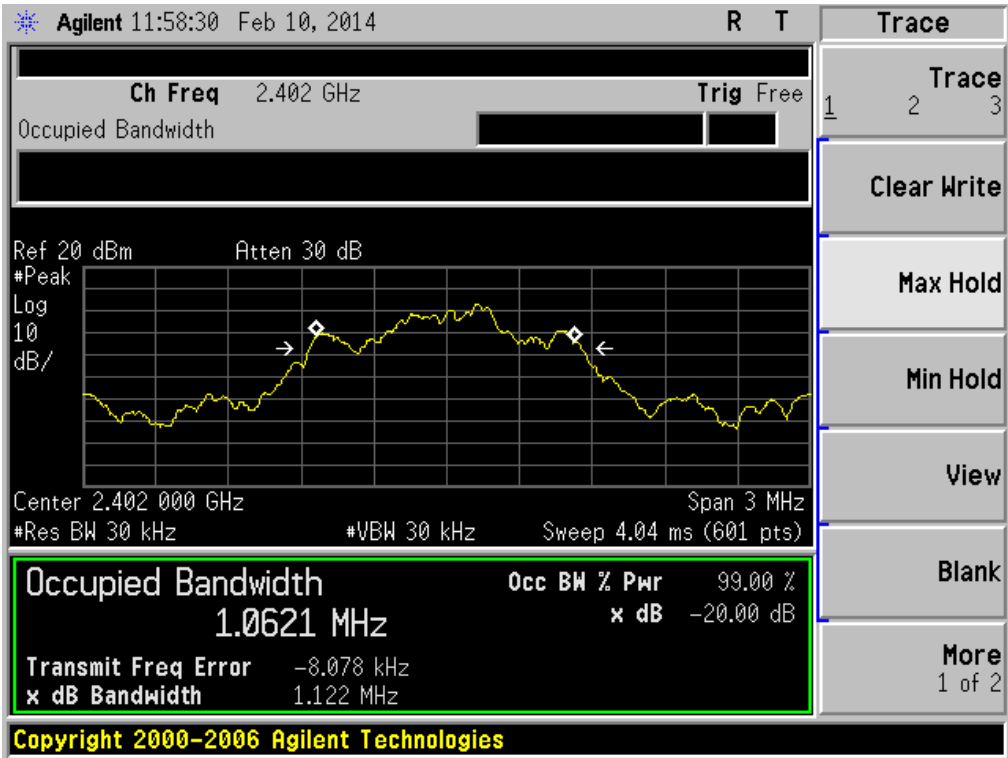 Agilent 11:58:30 Feb 10, 2014 R T
Trace
Ch Freq 2.402 GHz Trig Free
Occupied Bandwidth
Ref 20 dBm Atten 30 dB
#Peak
Log
10
dB/
Center 2.402 000 GHz Span 3 MHz
#Res BW 30 kHz #VBW 30 kHz Sweep 4.04 ms (601 pts)
Occupied Bandwidth
1.0621 MHz
Occ BW % Pwr 99.00 %
x dB -20.00 dB
Transmit Freq Error -8.078 kHz
x dB Bandwidth 1.122 MHz
Trace
1 2 3
Clear Write
Max Hold
Min Hold
View
Blank
More
1 of 2
Copyright 2000-2006 Agilent Technologies